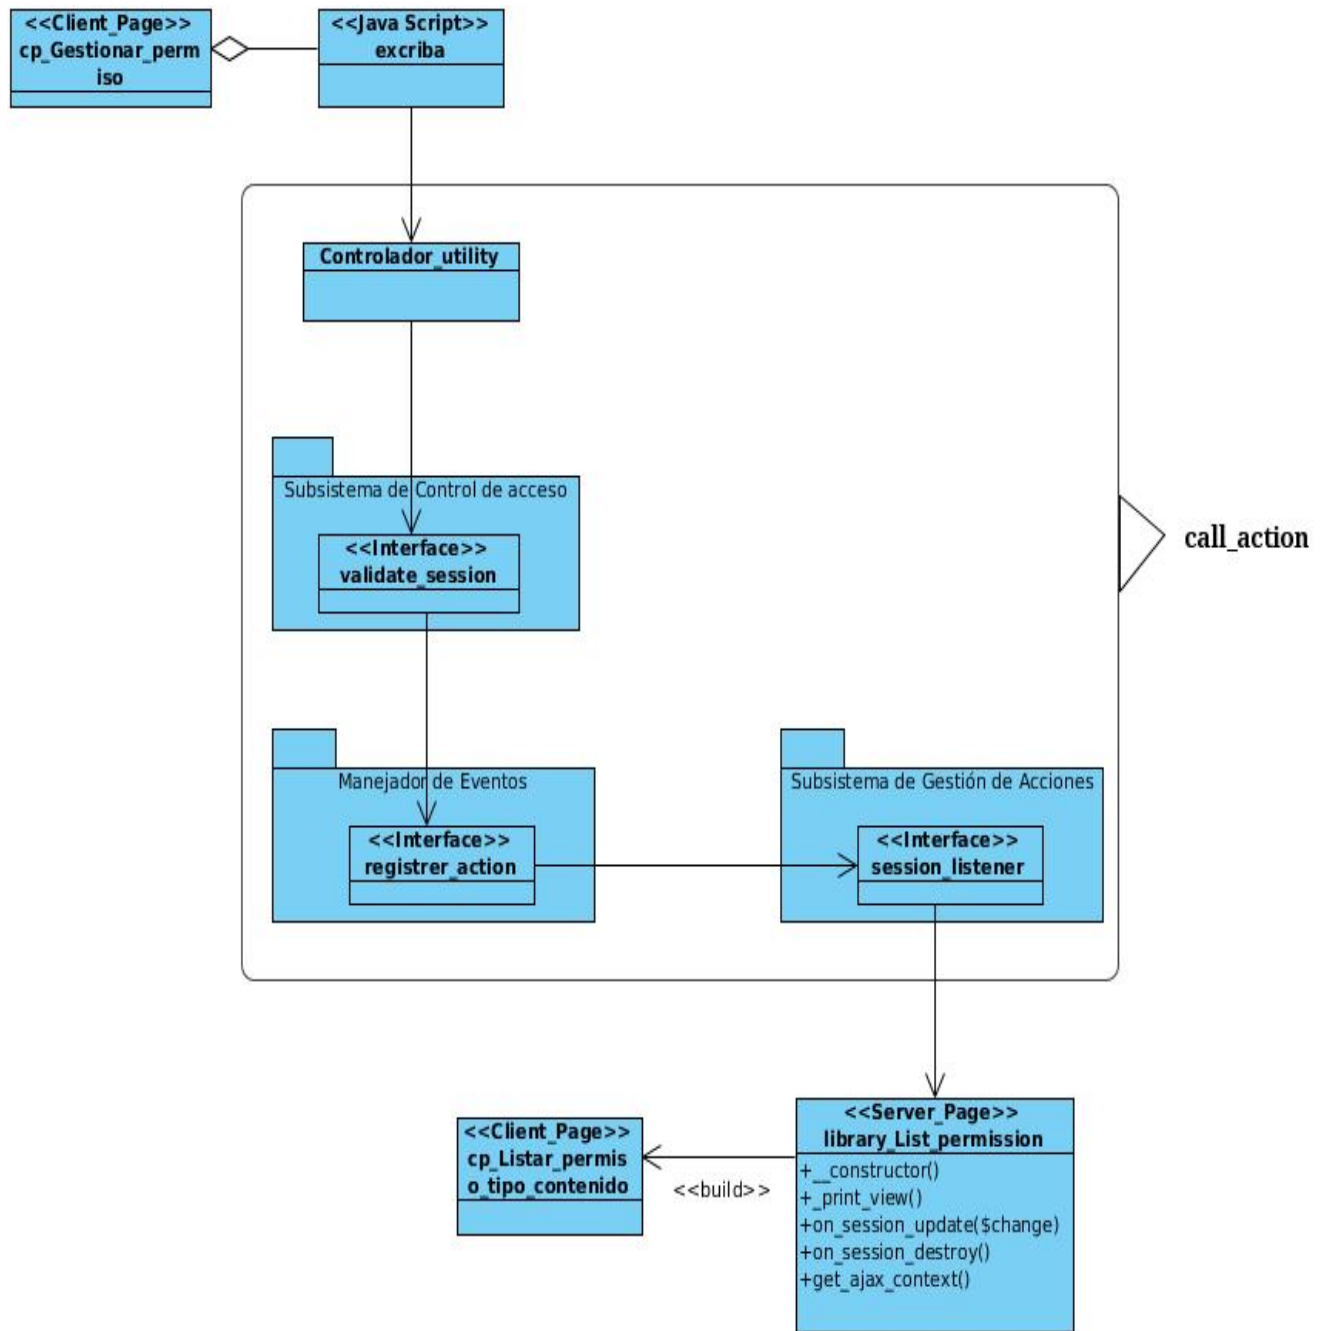 <<Client_Page>>
cp_Gestionar_perm
iso
<<Java Script>>
excriba
Controlador_utility
Subsistema de Control de acceso
<<Interface>>
validate_session
call_action
Manejador de Eventos
<<Interface>>
registrer_action
Subsistema de Gestión de Acciones
<<Interface>>
session_listener
<<Client_Page>>
cp_Listar_permis
o_tipo_contenido
<<build>>
<<Server_Page>>
library_List_permission
+__constructor()
+_print_view()
+on_session_update($change)
+on_session_destroy()
+get_ajax_context()